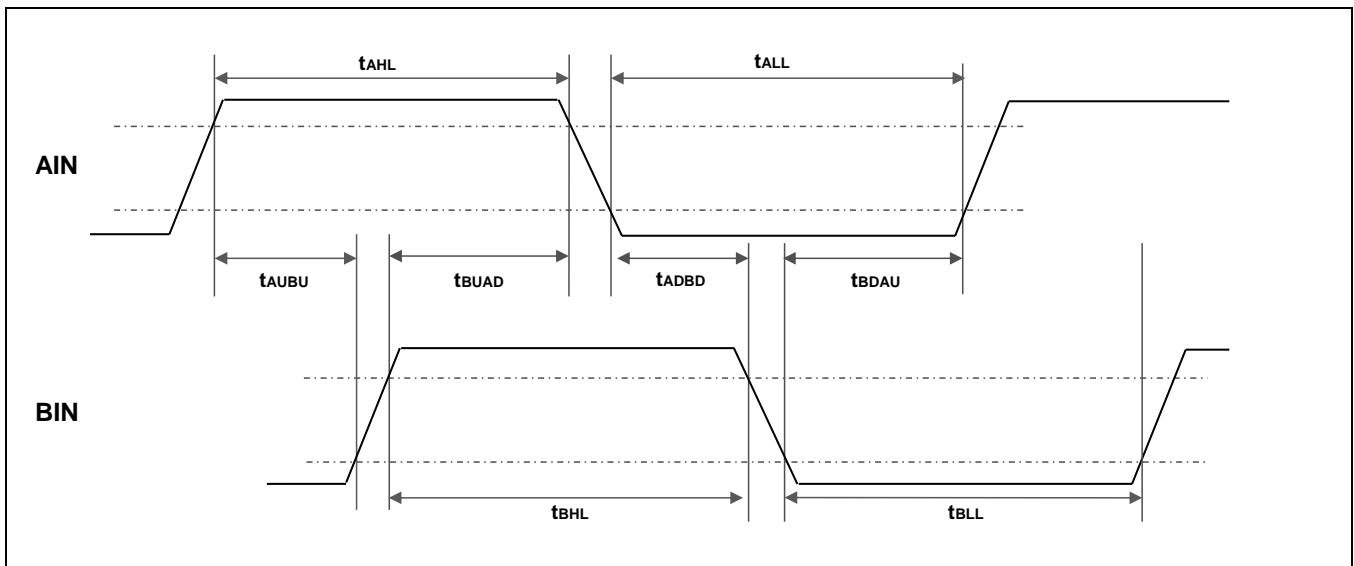 tAHL
tALL
AIN
tAUBU
tBUAD
tADBD
tBDAU
BIN
tBHL
tBLL